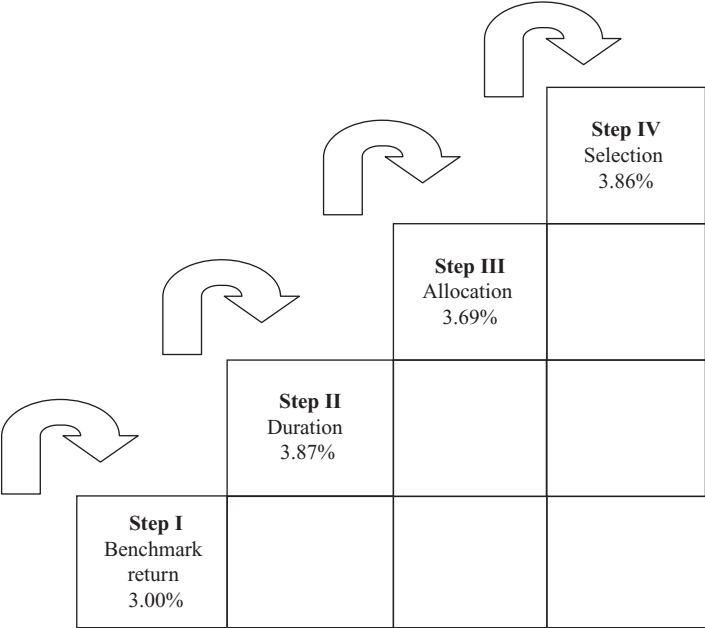 Step IV
Selection
3.86%
Step III
Allocation
3.69%
Step II
Duration
3.87%
Step I
Benchmark
return
3.00%